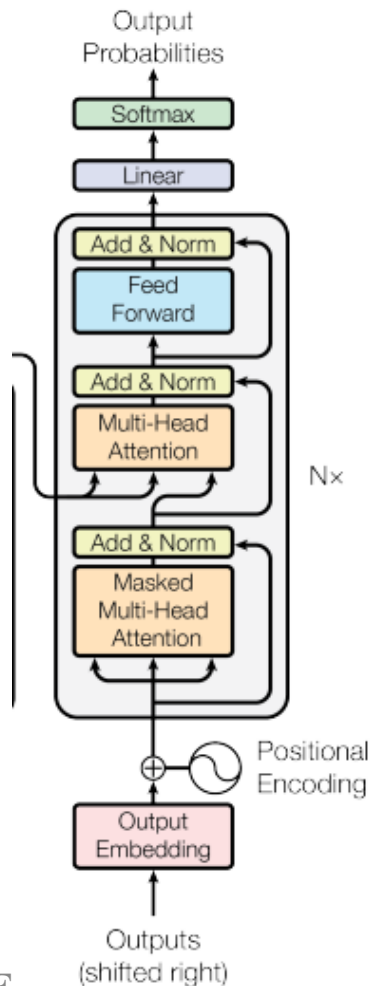 Output
Probabilities
Softmax
Linear
Add & Norm
Feed
Forward
Add & Norm
Multi-Head
Attention
N×
Add & Norm
Masked
Multi-Head
Attention
Positional
Encoding
Output
Embedding
Outputs
(shifted right)